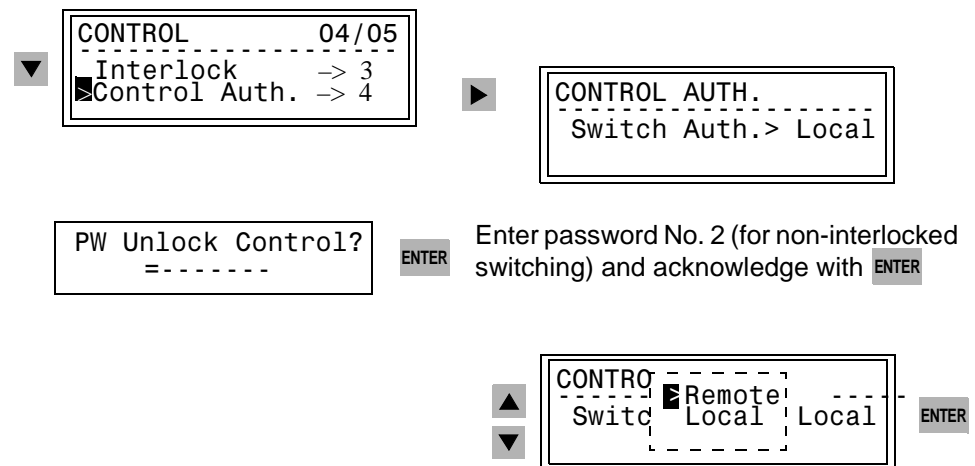 CONTROL 04/05
--------------------
Interlock –> 3
>Control Auth. –> 4
CONTROL AUTH.
--------------------
Switch Auth.> Local
PW Unlock Control?
=-------
ENTER
Enter password No. 2 (for non-interlocked
switching) and acknowledge with ENTER
CONTRO
------ >Remote -----
Switc Local Local
ENTER